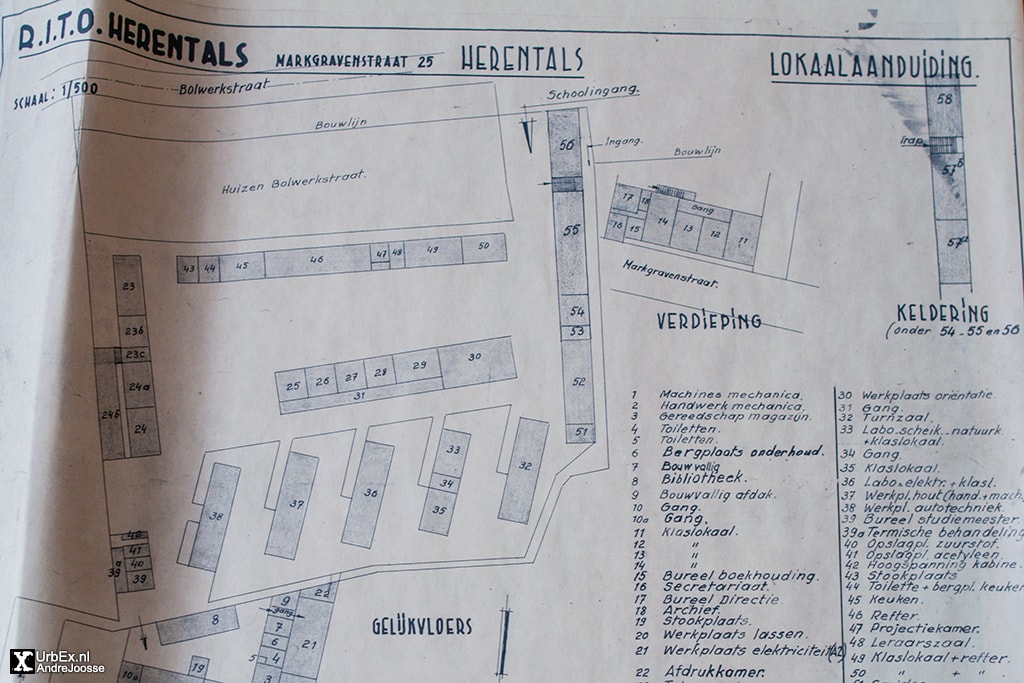 R.I.T.O. HERENTALS MARKGRAVENSTRAAT 25 HERENTALS
LOKAALAANDUIDING.
SCHAAL: 1/500
Bolwerkstraat
Bouwlijn
Huizen Bolwerkstraat.
Schoolingang.
Ingang.
Bouwlijn
56
55
54
53
52
51
17
18
16
15
14
Gang
13
12
11
Markgravenstraat.
VERDIEPING
58
Trap
57b
57a
KELDERING
(onder 54-55 en 56
43
44
45
46
47
48
49
50
23
23b
23c
24a
24b
24
25
26
27
28
29
30
31
32
33
34
35
36
37
38
42
41
40
39
39a
8
9
gang
22
7
6
5
4
3
21
19
10a
GELIJKVLOERS
1 Machines mechanica.
2 Handwerk mechanica.
3 Gereedschap magazijn.
4 Toiletten.
5 Toiletten.
6 Bergplaats onderhoud.
7 Bouwvallig
8 Bibliotheek.
9 Bouwvallig afdak.
10 Gang.
10a Gang.
11 Klaslokaal.
12 "
13 "
14 "
15 Bureel boekhouding.
16 Secretariaat.
17 Bureel Directie.
18 Archief.
19 Stookplaats.
20 Werkplaats lassen.
21 Werkplaats elektriciteit (A2)
22 Afdrukkamer.
30 Werkplaats oriëntatie.
31 Gang.
32 Turnzaal.
33 Labo.scheik.-natuurk
+klaslokaal.
34 Gang.
35 Klaslokaal.
36 Labo.elektr.+klasl.
37 Werkpl.hout(hand.+mach.
38 Werkpl. autotechniek.
39 Bureel studiemeester.
39a Termische behandeling
40 Opslagpl. zuurstof.
41 Opslagpl. acetyleen.
42 Hoogspanning kabine.
43 Stookplaats
44 Toilette + bergpl. keuken
45 Keuken.
46 Refter
47 Projectiekamer.
48 Leraarszaal.
49 Klaslokaal+refter.
50 " + "
X UrbEx.nl
AndreJoosse